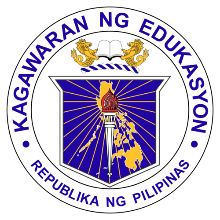 KAGAWARAN NG EDUKASYON
REPUBLIKA NG PILIPINAS